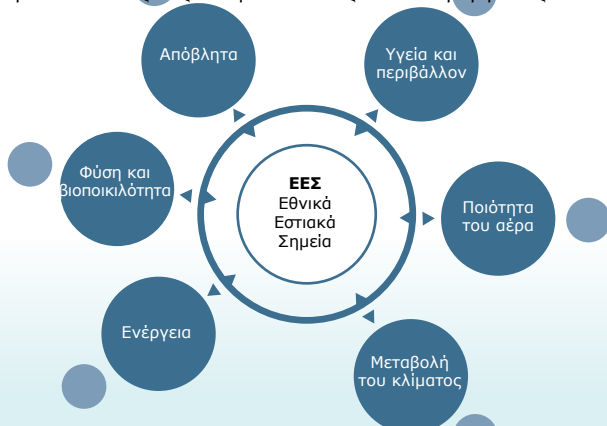 Απόβλητα
Υγεία και
περιβάλλον
Φύση και
βιοποικιλότητα
ΕΕΣ
Εθνικά
Εστιακά
Σημεία
Ποιότητα
του αέρα
Ενέργεια
Μεταβολή
του κλίματος